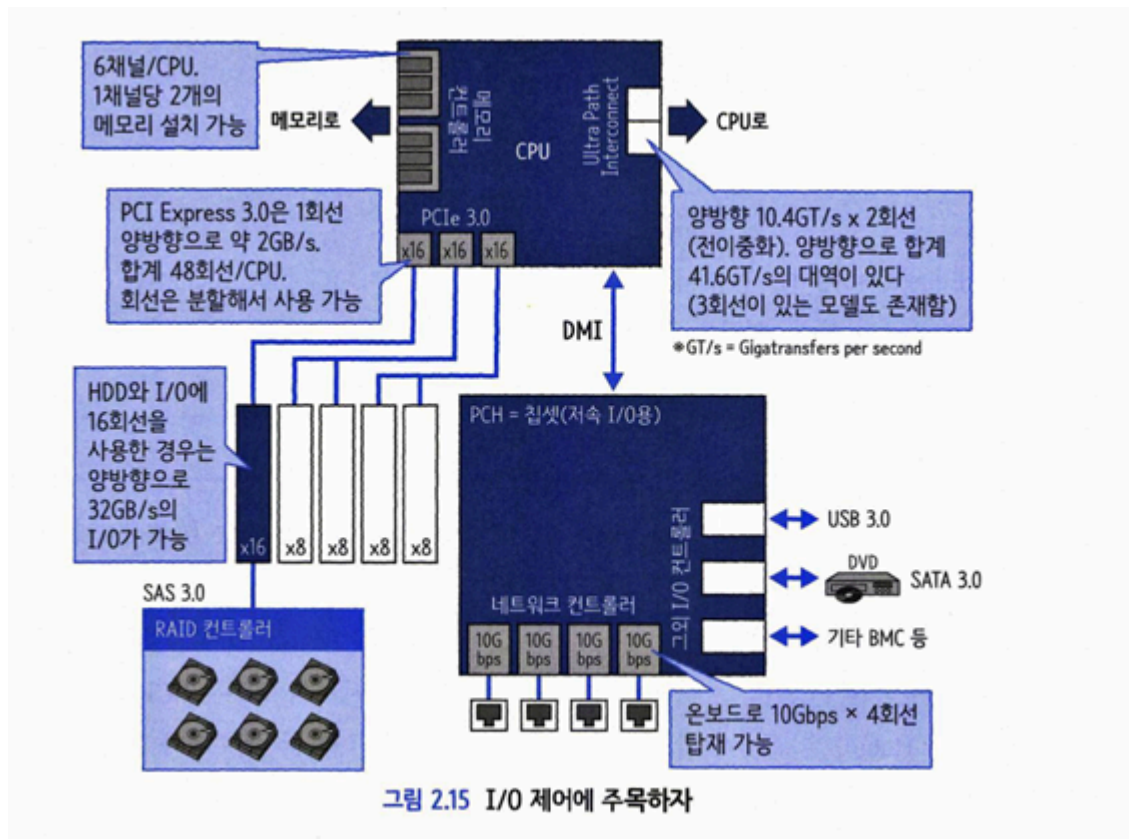 6채널/CPU.
1채널당 2개의
메모리 설치 가능
메모리로
메모리
컨트롤러
CPU
Ultra Path
Interconnect
CPU로
PCI Express 3.0은 1회선
양방향으로 약 2GB/s.
합계 48회선/CPU.
회선은 분할해서 사용 가능
PCIe 3.0
x16
x16
x16
양방향 10.4GT/s x 2회선
(전이중화). 양방향으로 합계
41.6GT/s의 대역이 있다
(3회선이 있는 모델도 존재함)
※GT/s = Gigatransfers per second
DMI
HDD와 I/O에
16회선을
사용한 경우는
양방향으로
32GB/s의
I/O가 가능
x16
x8
x8
x8
x8
SAS 3.0
RAID 컨트롤러
PCH = 칩셋(저속 I/O용)
그외 I/O 컨트롤러
USB 3.0
DVD
SATA 3.0
기타 BMC 등
네트워크 컨트롤러
10G
bps
10G
bps
10G
bps
10G
bps
온보드로 10Gbps × 4회선
탑재 가능
그림 2.15 I/O 제어에 주목하자